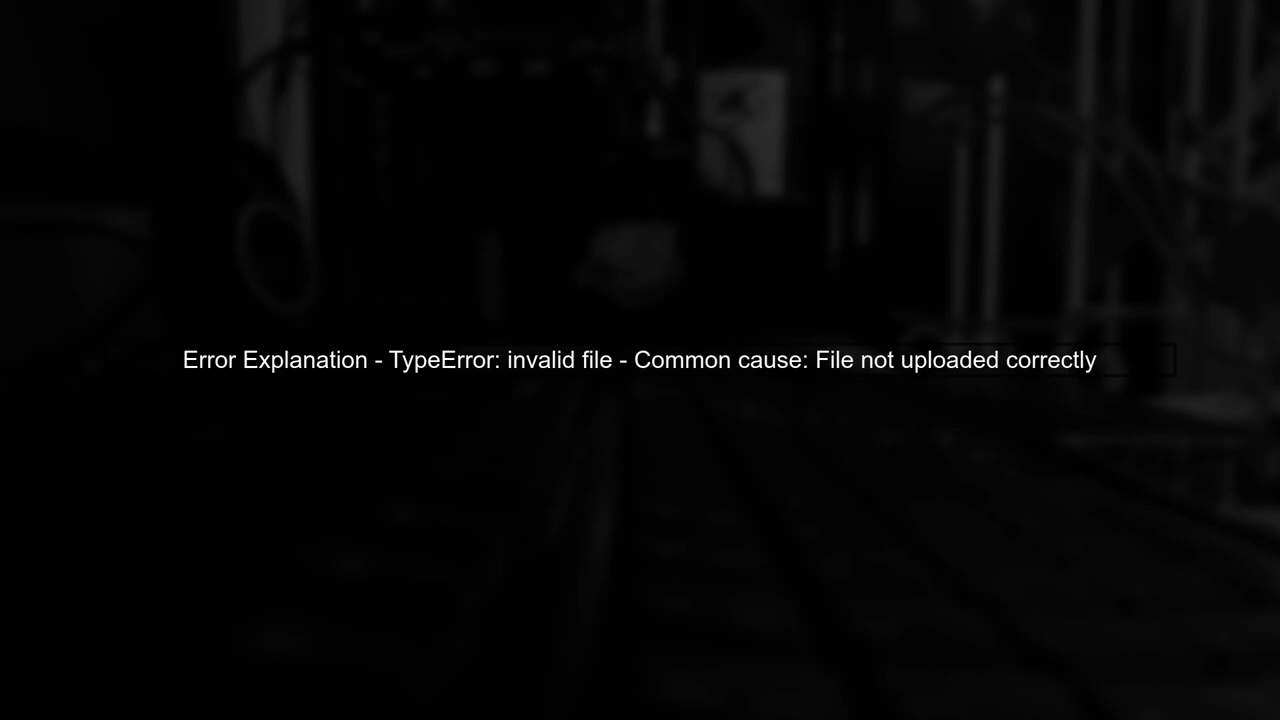 Error Explanation - TypeError: invalid file - Common cause: File not uploaded correctly